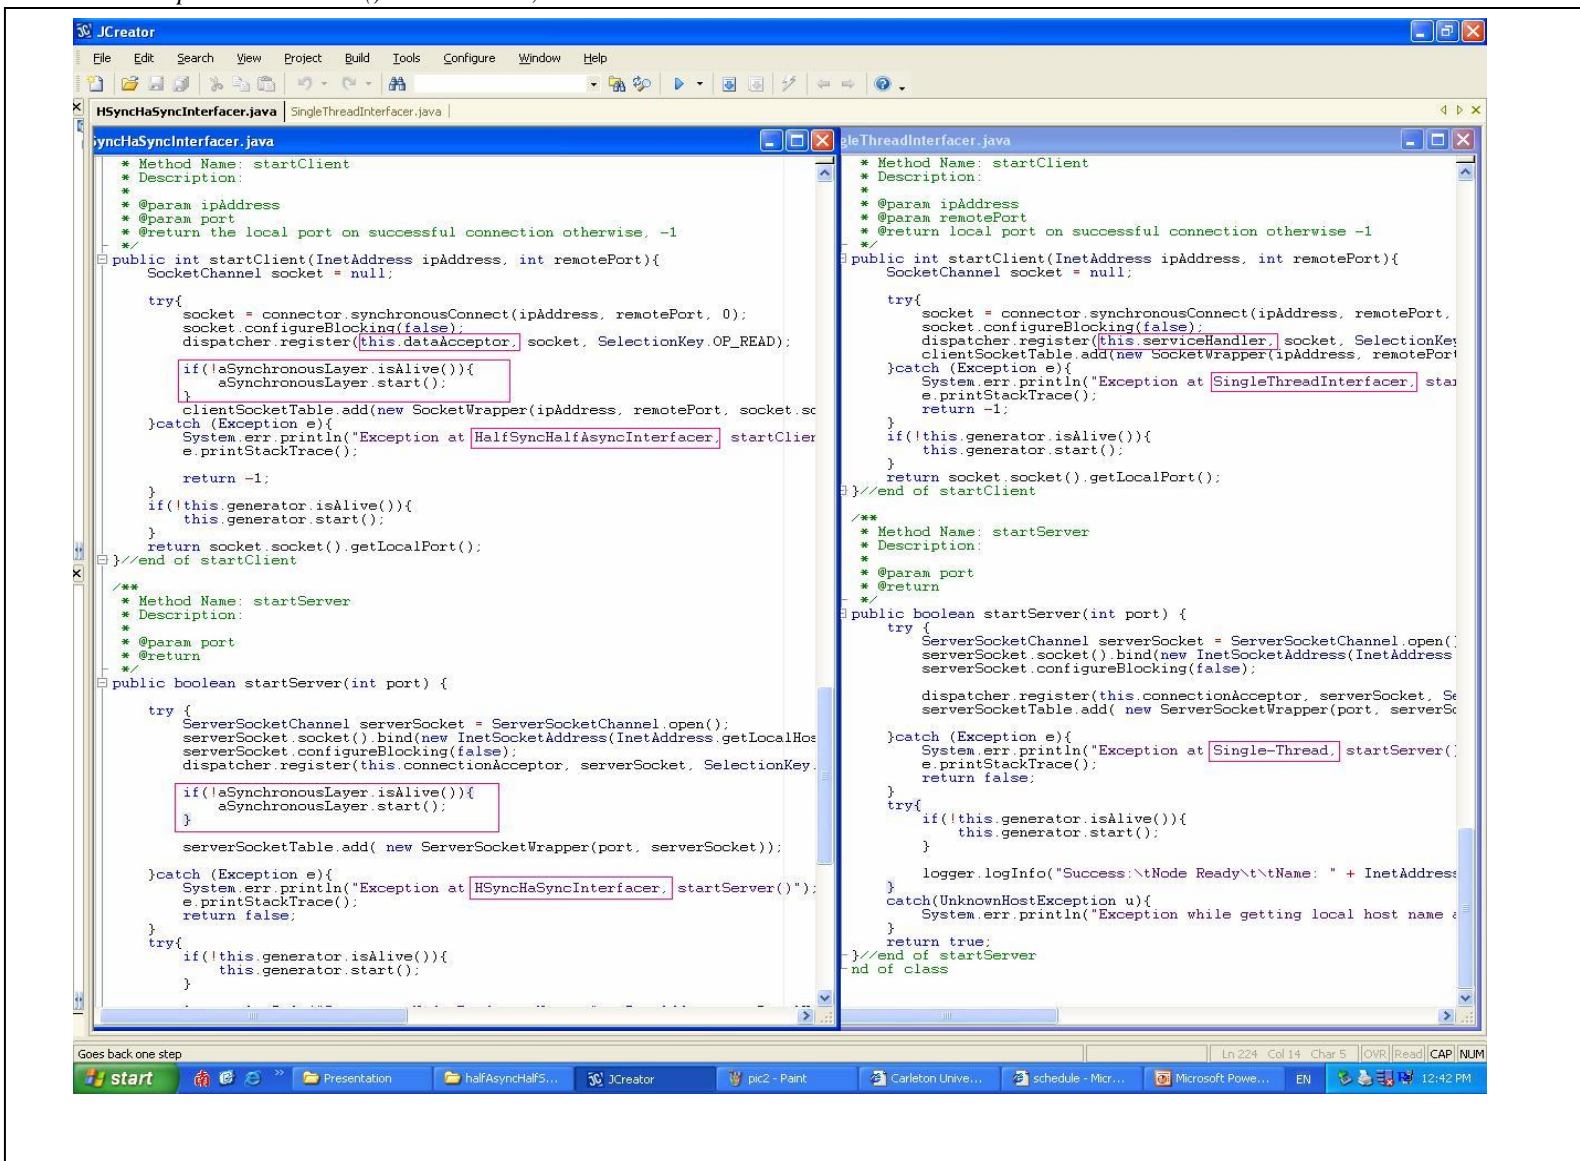 JCreator
File Edit Search View Project Build Tools Configure Window Help
HSyncHaSyncInterfacer.java SingleThreadInterfacer.java
yncHaSyncInterfacer.java
* Method Name: startClient
* Description:
*
* @param ipAddress
* @param port
* @return the local port on successful connection otherwise, -1
*/
public int startClient(InetAddress ipAddress, int remotePort){
SocketChannel socket = null;
try{
socket = connector.synchronousConnect(ipAddress, remotePort, 0);
socket.configureBlocking(false);
dispatcher.register(this.dataAcceptor, socket, SelectionKey.OP_READ);
if(!aSynchronousLayer.isAlive()){
aSynchronousLayer.start();
}
clientSocketTable.add(new SocketWrapper(ipAddress, remotePort, socket.so
}catch (Exception e){
System.err.println("Exception at HalfSyncHalfAsyncInterfacer, startClien
e.printStackTrace();
return -1;
}
if(!this.generator.isAlive()){
this.generator.start();
}
return socket.socket().getLocalPort();
}//end of startClient
/**
* Method Name: startServer
* Description:
*
* @param port
* @return
*/
public boolean startServer(int port) {
try {
ServerSocketChannel serverSocket = ServerSocketChannel.open();
serverSocket.socket().bind(new InetSocketAddress(InetAddress.getLocalHos
serverSocket.configureBlocking(false);
dispatcher.register(this.connectionAcceptor, serverSocket, SelectionKey.
if(!aSynchronousLayer.isAlive()){
aSynchronousLayer.start();
}
serverSocketTable.add( new ServerSocketWrapper(port, serverSocket));
}catch (Exception e){
System.err.println("Exception at HSyncHaSyncInterfacer, startServer()");
e.printStackTrace();
return false;
}
try{
if(!this.generator.isAlive()){
this.generator.start();
}
gleThreadInterfacer.java
* Method Name: startClient
* Description:
*
* @param ipAddress
* @param remotePort
* @return local port on successful connection otherwise -1
*/
public int startClient(InetAddress ipAddress, int remotePort){
SocketChannel socket = null;
try{
socket = connector.synchronousConnect(ipAddress, remotePort,
socket.configureBlocking(false);
dispatcher.register(this.serviceHandler, socket, SelectionKey
clientSocketTable.add(new SocketWrapper(ipAddress, remotePort
}catch (Exception e){
System.err.println("Exception at SingleThreadInterfacer, star
e.printStackTrace();
return -1;
}
if(!this.generator.isAlive()){
this.generator.start();
}
return socket.socket().getLocalPort();
}//end of startClient
/**
* Method Name: startServer
* Description:
*
* @param port
* @return
*/
public boolean startServer(int port) {
try {
ServerSocketChannel serverSocket = ServerSocketChannel.open()
serverSocket.socket().bind(new InetSocketAddress(InetAddress
serverSocket.configureBlocking(false);
dispatcher.register(this.connectionAcceptor, serverSocket, Se
serverSocketTable.add( new ServerSocketWrapper(port, serverSo
}catch (Exception e){
System.err.println("Exception at Single-Thread, startServer()
e.printStackTrace();
return false;
}
try{
if(!this.generator.isAlive()){
this.generator.start();
}
logger.logInfo("Success:\tNode Ready\t\tName: " + InetAddress
}
catch(UnknownHostException u){
System.err.println("Exception while getting local host name a
}
return true;
}//end of startServer
nd of class
Goes back one step Ln 224 Col 14 Char 5 OVR Read CAP NUM
start Presentation halfAsyncHalfS... JCreator pic2 - Paint Carleton Unive... schedule - Micr... Microsoft Powe... EN 12:42 PM